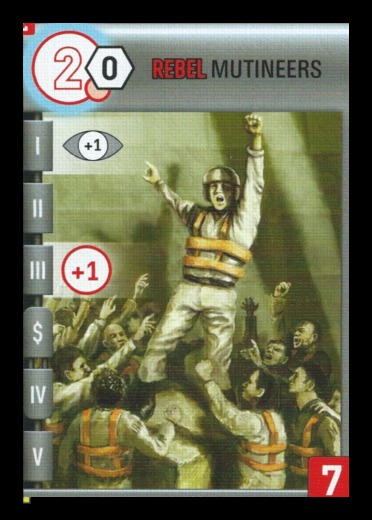 2 0 REBEL MUTINEERS
I +1
II
III +1
$
IV
V
7